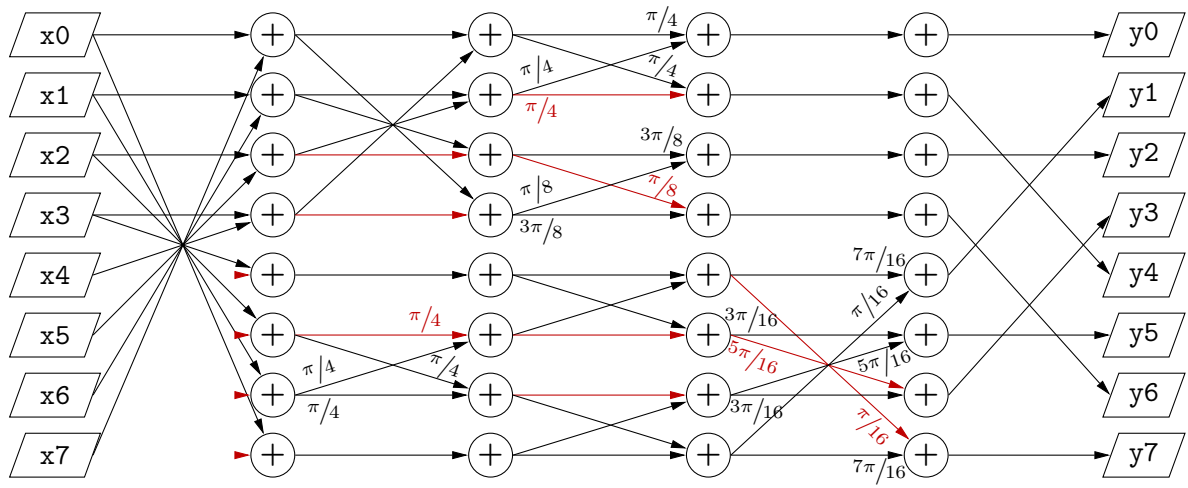 x0 + + π/4 + + y0
x1 + π/4 + π/4 + + y1
π/4
x2 + + 3π/8 + + y2
x3 + π/8 + π/8 + + y3
3π/8
x4 + + + 7π/16 + y4
π/16
x5 + π/4 + + 3π/16 + y5
π/4 π/4 5π/16 5π/16
x6 + + + + y6
π/4 3π/16 π/16
x7 + + + 7π/16 + y7